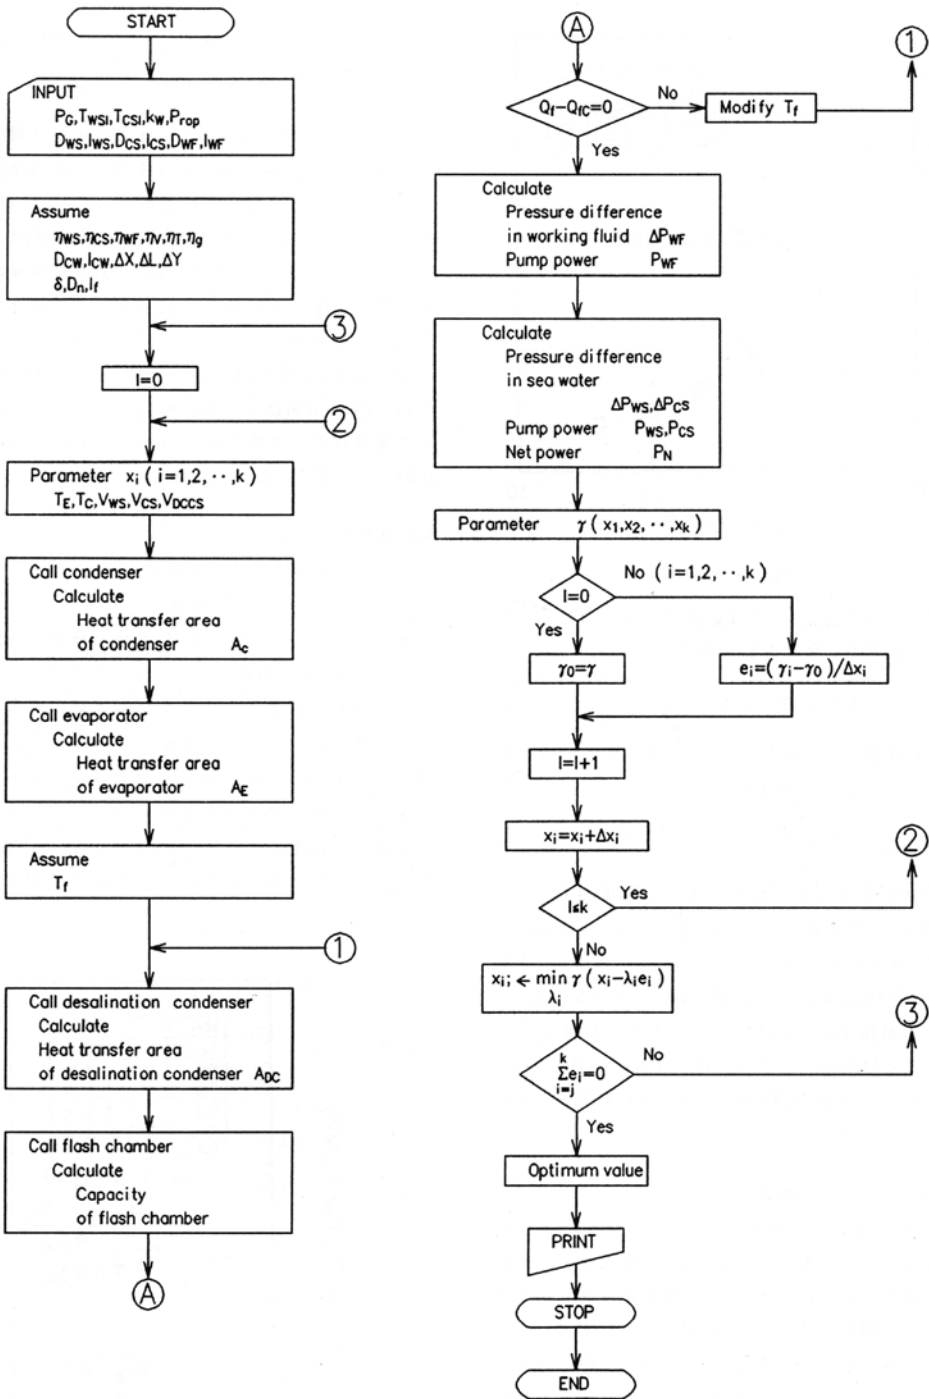 START
INPUT
P_G,T_WSI,T_CSI,k_W,P_rop
D_WS,l_WS,D_CS,l_CS,D_WF,l_WF
Assume
η_WS,η_CS,η_WF,η_V,η_T,η_g
D_CW,l_CW,ΔX,ΔL,ΔY
δ,D_n,l_f
③
I=0
②
Parameter x_i (i=1,2,··,k)
T_E,T_C,V_WS,V_CS,V_DCCS
Call condenser
Calculate
Heat transfer area
of condenser A_c
Call evaporator
Calculate
Heat transfer area
of evaporator A_E
Assume
T_f
①
Call desalination condenser
Calculate
Heat transfer area
of desalination condenser A_DC
Call flash chamber
Calculate
Capacity
of flash chamber
Ⓐ
Ⓐ
①
Q_f-Q_fC=0
No
Modify T_f
Yes
Calculate
Pressure difference
in working fluid ΔP_WF
Pump power P_WF
Calculate
Pressure difference
in sea water
ΔP_WS,ΔP_CS
Pump power P_WS,P_CS
Net power P_N
Parameter γ(x_1,x_2,··,x_k)
No (i=1,2,··,k)
I=0
Yes
γ_0=γ
e_i=(γ_i-γ_0)/Δx_i
I=I+1
x_i=x_i+Δx_i
②
I≤k
Yes
No
x_i; ← min γ(x_i-λ_i e_i)
λ_i
③
k
Σe_i=0
i=j
No
Yes
Optimum value
PRINT
STOP
END